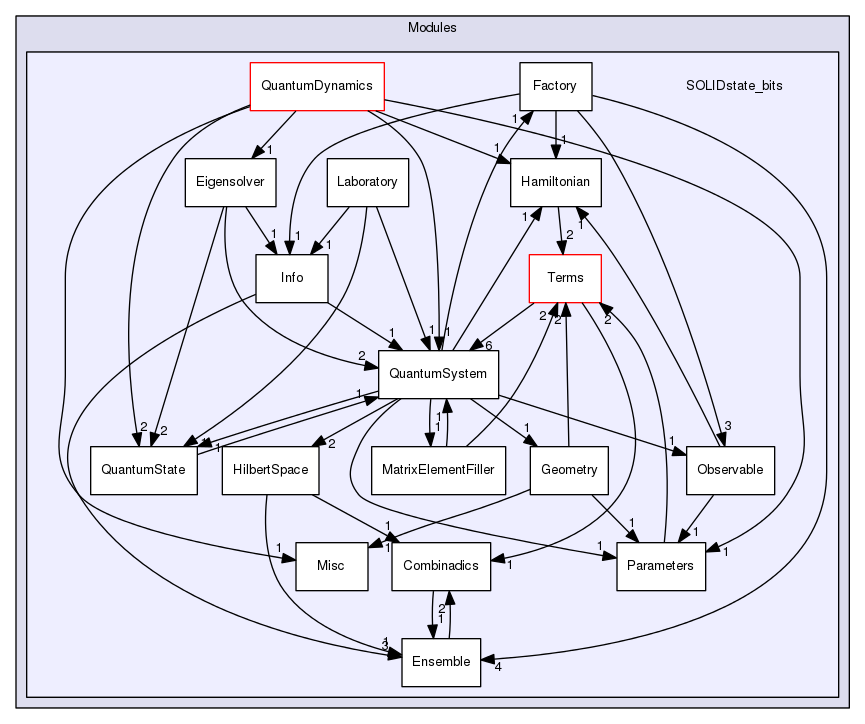 Modules
QuantumDynamics
Factory
SOLIDstate_bits
1
1
1
1
Eigensolver
Laboratory
Hamiltonian
1
1
1
1
2
1
Info
Terms
1
2
1
1
1
6
2
2
2
QuantumSystem
1
1
1
2
2
1
1
2
1
1
1
3
QuantumState
HilbertSpace
MatrixElementFiller
Geometry
Observable
1
1
1
1
1
1
1
1
Misc
Combinadics
Parameters
1
2
1
1
3
4
Ensemble